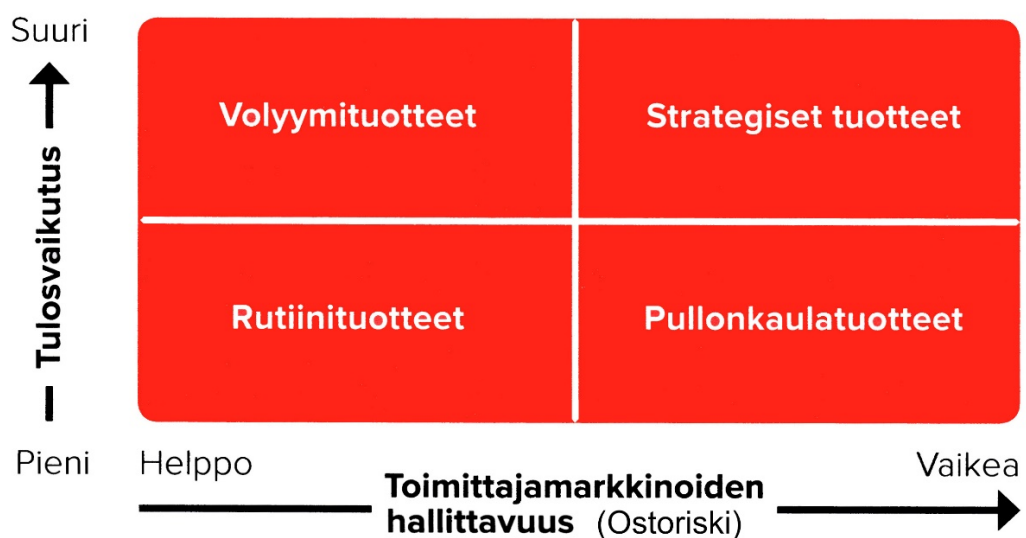 Suuri
Volyymituotteet
Strategiset tuotteet
Tulosvaikutus
Rutiinituotteet
Pullonkaulatuotteet
Pieni
Helppo
Vaikea
Toimittajamarkkinoiden
hallittavuus (Ostoriski)